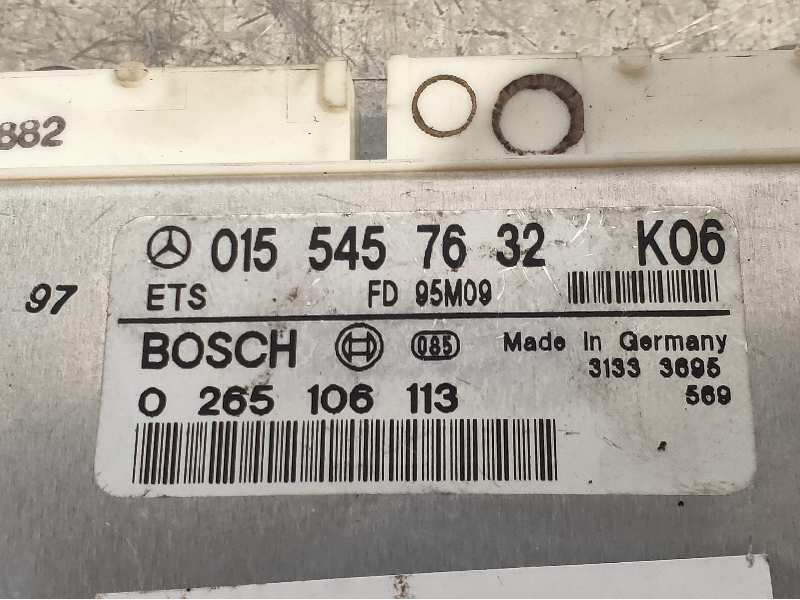 882
97
015 545 76 32 K06
ETS FD 95M09
BOSCH 085 Made In Germany
3133 3695
0 265 106 113 569